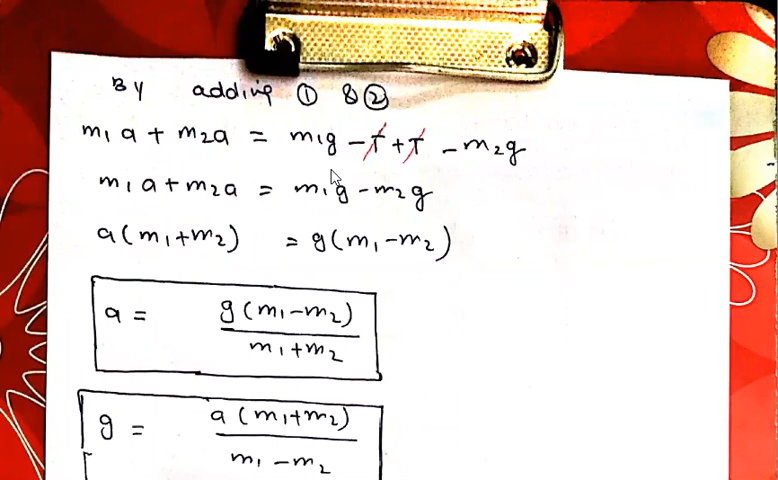 By adding ① & ②
m₁a + m₂a = m₁g - T + T - m₂g
m₁a + m₂a = m₁g - m₂g
a(m₁+m₂) = g(m₁-m₂)
a = g(m₁-m₂) / m₁+m₂
g = a(m₁+m₂) / m₁-m₂